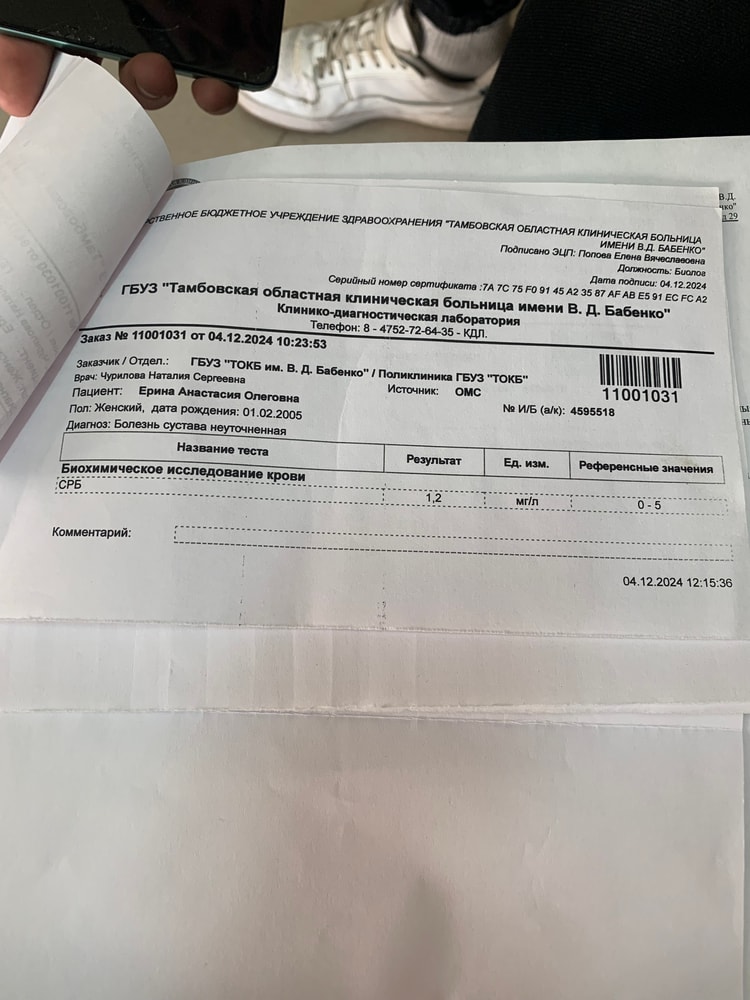 СТВЕННОЕ БЮДЖЕТНОЕ УЧРЕЖДЕНИЕ ЗДРАВООХРАНЕНИЯ "ТАМБОВСКАЯ ОБЛАСТНАЯ КЛИНИЧЕСКАЯ БОЛЬНИЦА
ИМЕНИ В.Д. БАБЕНКО"
Подписано ЭЦП: Попова Елена Вячеславовна
Должность: Биолог
Дата подписи: 04.12.2024
Серийный номер сертификата :7A 7C 75 F0 91 45 A2 35 87 AF AB E5 91 EC FC A2
ГБУЗ "Тамбовская областная клиническая больница имени В. Д. Бабенко"
Клинико-диагностическая лаборатория
Телефон: 8 - 4752-72-64-35 - КДЛ.
Заказ № 11001031 от 04.12.2024 10:23:53
Заказчик / Отдел.: ГБУЗ "ТОКБ им. В. Д. Бабенко" / Поликлиника ГБУЗ "ТОКБ"
Врач: Чурилова Наталия Сергеевна
Источник: ОМС
11001031
Пациент: Ерина Анастасия Олеговна
№ И/Б (а/к): 4595518
Пол: Женский, дата рождения: 01.02.2005
Диагноз: Болезнь сустава неуточненная
Название теста Результат Ед. изм. Референсные значения
Биохимическое исследование крови
СРБ 1,2 мг/л 0 - 5
Комментарий:
04.12.2024 12:15:36
В.Д.
29